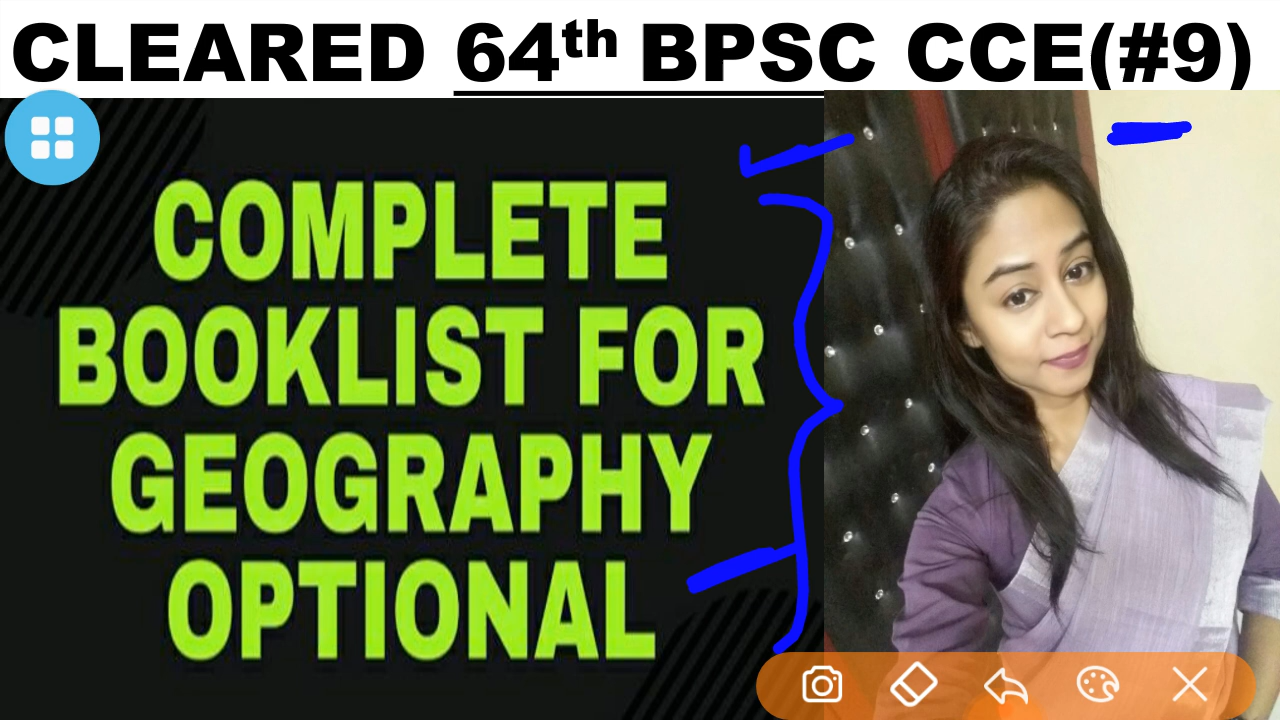 CLEARED 64th BPSC CCE(#9)
COMPLETE
BOOKLIST FOR
GEOGRAPHY
OPTIONAL